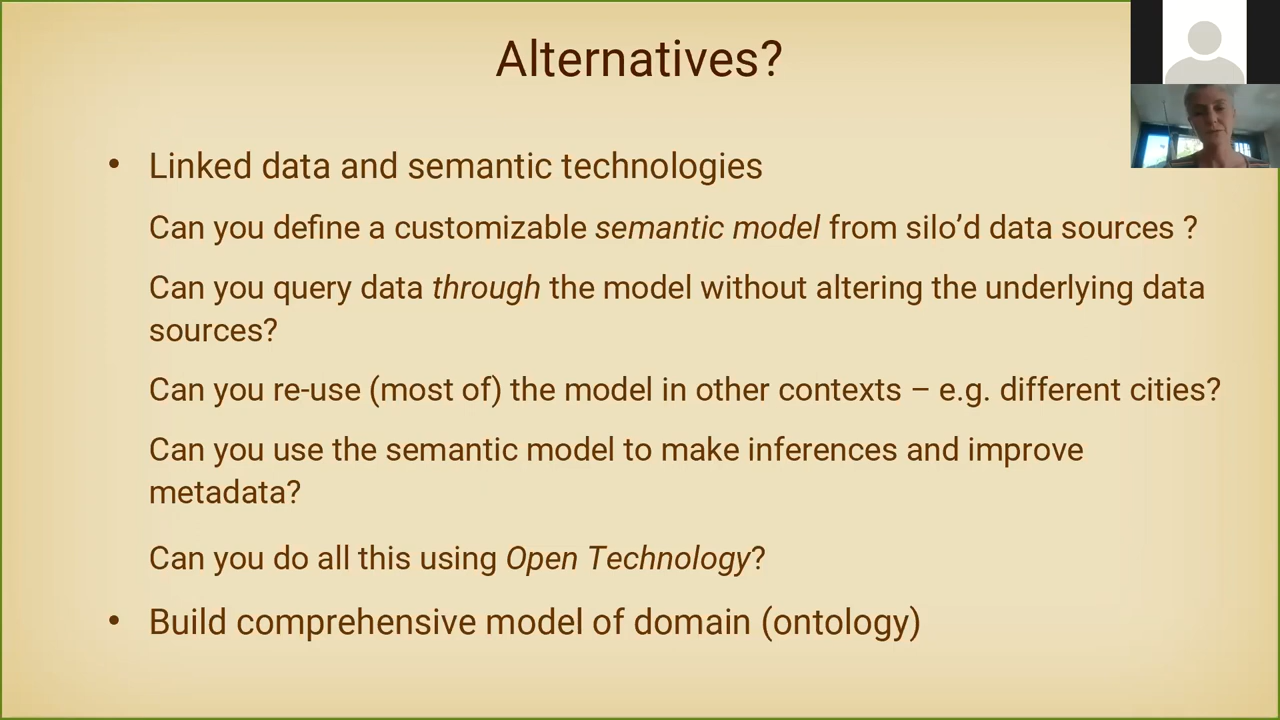 Alternatives?
• Linked data and semantic technologies
Can you define a customizable semantic model from silo’d data sources ?
Can you query data through the model without altering the underlying data
sources?
Can you re-use (most of) the model in other contexts – e.g. different cities?
Can you use the semantic model to make inferences and improve
metadata?
Can you do all this using Open Technology?
• Build comprehensive model of domain (ontology)